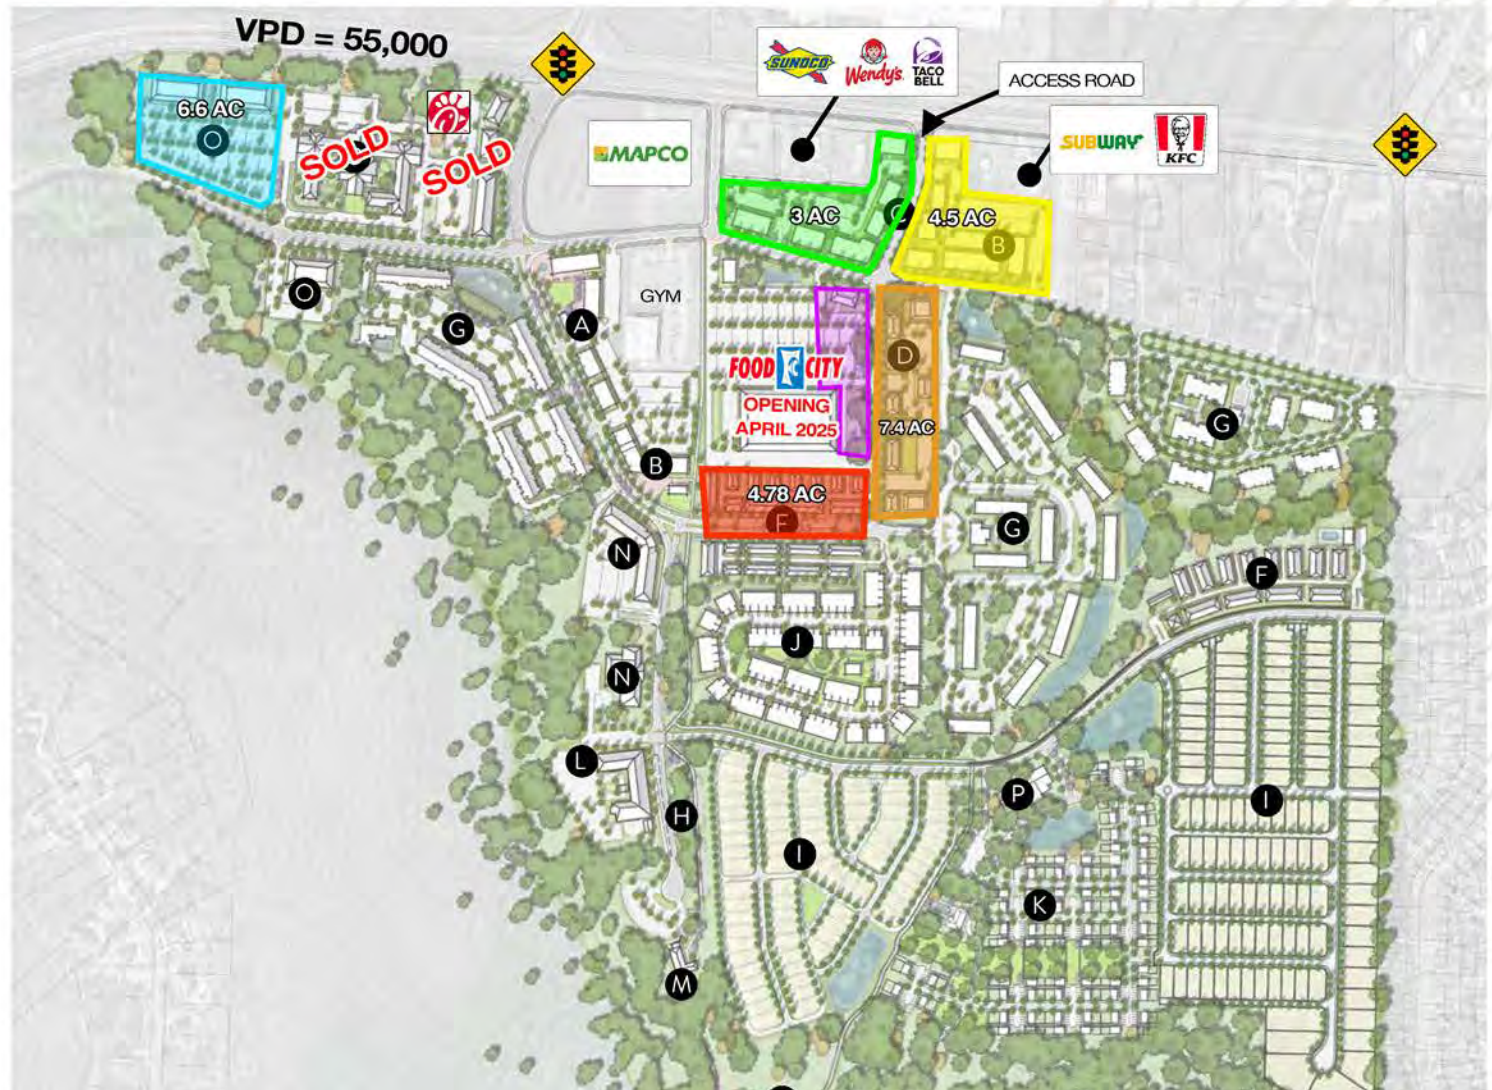 VPD = 55,000
6.6 AC
O
SOLD
SOLD
MAPCO
SUNOCO
Wendy's
TACO
BELL
ACCESS ROAD
SUBWAY
KFC
3 AC
C
4.5 AC
B
O
G
A
GYM
FOOD CITY
OPENING
APRIL 2025
D
7.4 AC
G
B
4.78 AC
F
N
G
F
J
N
L
H
P
I
I
K
M